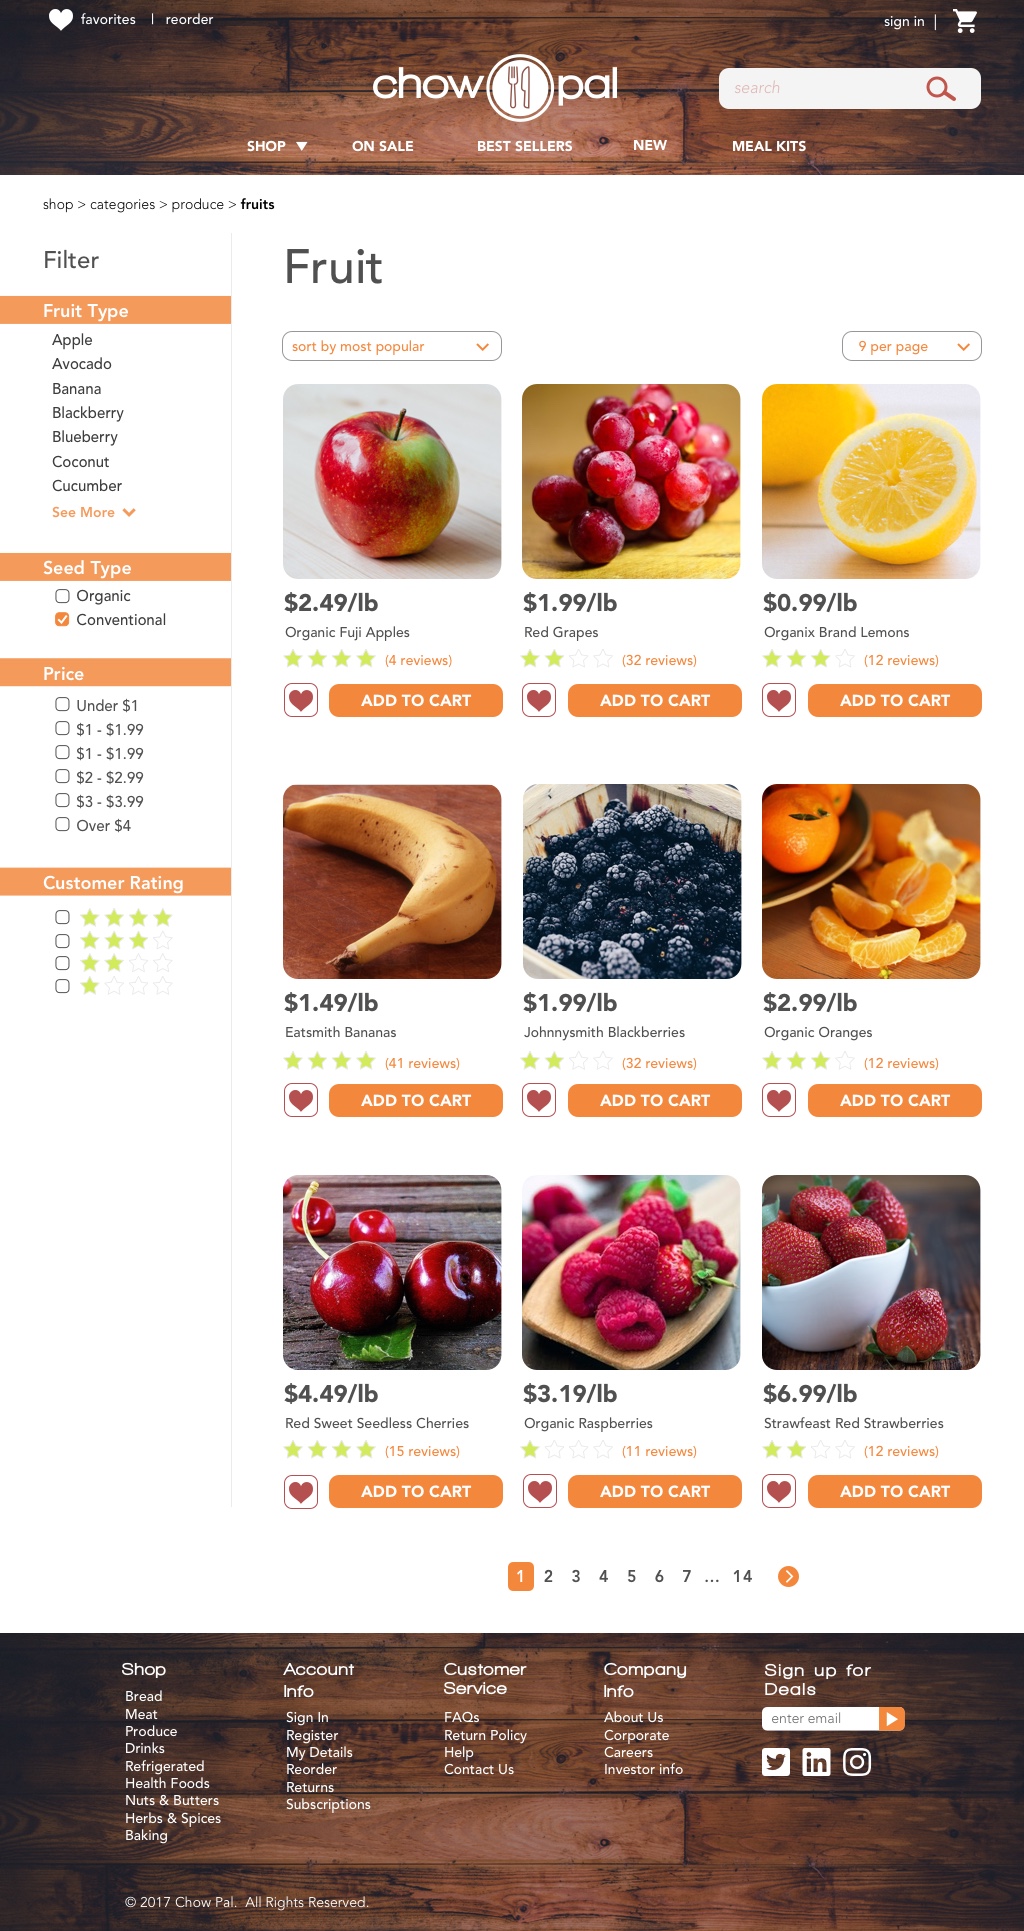 favorites | reorder
sign in |
chow pal
search
SHOP ▼ ON SALE BEST SELLERS NEW MEAL KITS
shop > categories > produce > fruits
Filter
Fruit Type
Apple
Avocado
Banana
Blackberry
Blueberry
Coconut
Cucumber
See More
Seed Type
Organic
Conventional
Price
Under $1
$1 - $1.99
$1 - $1.99
$2 - $2.99
$3 - $3.99
Over $4
Customer Rating
Fruit
sort by most popular
9 per page
$2.49/lb
Organic Fuji Apples
(4 reviews)
ADD TO CART
$1.99/lb
Red Grapes
(32 reviews)
ADD TO CART
$0.99/lb
Organix Brand Lemons
(12 reviews)
ADD TO CART
$1.49/lb
Eatsmith Bananas
(41 reviews)
ADD TO CART
$1.99/lb
Johnnysmith Blackberries
(32 reviews)
ADD TO CART
$2.99/lb
Organic Oranges
(12 reviews)
ADD TO CART
$4.49/lb
Red Sweet Seedless Cherries
(15 reviews)
ADD TO CART
$3.19/lb
Organic Raspberries
(11 reviews)
ADD TO CART
$6.99/lb
Strawfeast Red Strawberries
(12 reviews)
ADD TO CART
1 2 3 4 5 6 7 ... 14
Shop
Bread
Meat
Produce
Drinks
Refrigerated
Health Foods
Nuts & Butters
Herbs & Spices
Baking
Account
Info
Sign In
Register
My Details
Reorder
Returns
Subscriptions
Customer
Service
FAQs
Return Policy
Help
Contact Us
Company
Info
About Us
Corporate
Careers
Investor info
Sign up for
Deals
enter email
in
© 2017 Chow Pal. All Rights Reserved.